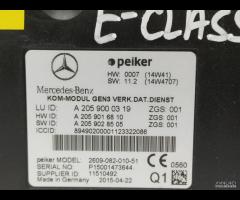 E-CLASS
peiker
HW: 0007 (14W41)
SW: 11.2 (14W4707)
Mercedes-Benz
KOM-MODUL GEN3 VERK.DAT.DIENST
LU ID: A 205 900 03 19 ZGS: 001
HW ID: A 205 901 68 10 ZGS: 001
SW ID: A 205 902 85 05 ZGS: 001
ICCID: 89490200001123322086
peiker MODEL 2609-082-010-51
SERIAL NO P15001473644
SUPPLIER ID 11510492
Made in Germany 2015-04-22
0560
Q1